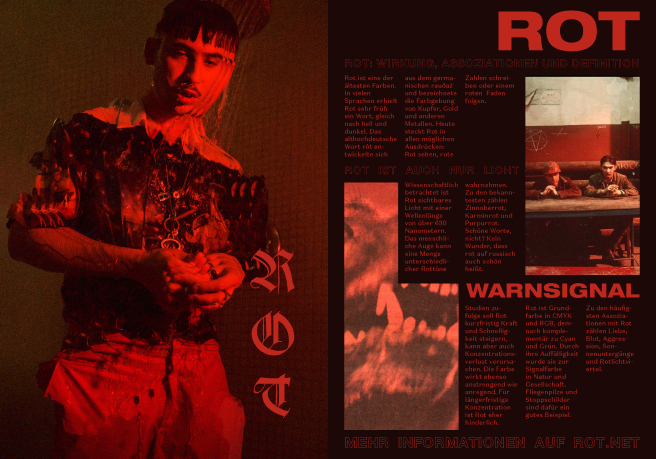 ROT
ROT
ROT: WIRKUNG, ASSOZIATIONEN UND DEFINITION
Rot ist eine der
ältesten Farben.
In vielen
Sprachen erhielt
Rot sehr früh
ein Wort, gleich
nach hell und
dunkel. Das
althochdeutsche
Wort rōt en-
twickelte sich
aus dem germa-
nischen raudaz
und bezeichnete
die Farbgebung
von Kupfer, Gold
und anderen
Metallen. Heute
steckt Rot in
allen möglichen
Ausdrücken:
Rot sehen, rote
Zahlen schrei-
ben oder einem
roten Faden
folgen.
ROT IST AUCH NUR LICHT
Wissenschaftlich
betrachtet ist
Rot sichtbares
Licht mit einer
Wellenlänge
von über 630
Nanometern.
Das menschli-
che Auge kann
eine Menge
unterschiedli-
cher Rottöne
wahrnehmen.
Zu den bekann-
testen zählen
Zinnoberrot,
Karminrot und
Purpurrot.
Schöne Worte,
nicht? Kein
Wunder, dass
rot auf russisch
auch schön
heißt.
WARNSIGNAL
Studien zu-
folge soll Rot
kurzfristig Kraft
und Schnellig-
keit steigern,
kann aber auch
Konzentrations-
verlust verursa-
chen. Die Farbe
wirkt ebenso
anstrengend wie
anregend. Für
längerfristige
Konzentration
ist Rot eher
hinderlich.
Rot ist Grund-
farbe in CMYK
und RGB, dem-
nach komple-
mentär zu Cyan
und Grün. Durch
ihre Auffälligkeit
wurde sie zur
Signalfarbe
in Natur und
Gesellschaft.
Fliegenpilze und
Stoppschilder
sind dafür ein
gutes Beispiel.
Zu den häufig-
sten Assozia-
tionen mit Rot
zählen Liebe,
Blut, Aggres-
sion, Son-
nenuntergänge
und Rotlichtvi-
ertel.
MEHR INFORMATIONEN AUF ROT.NET